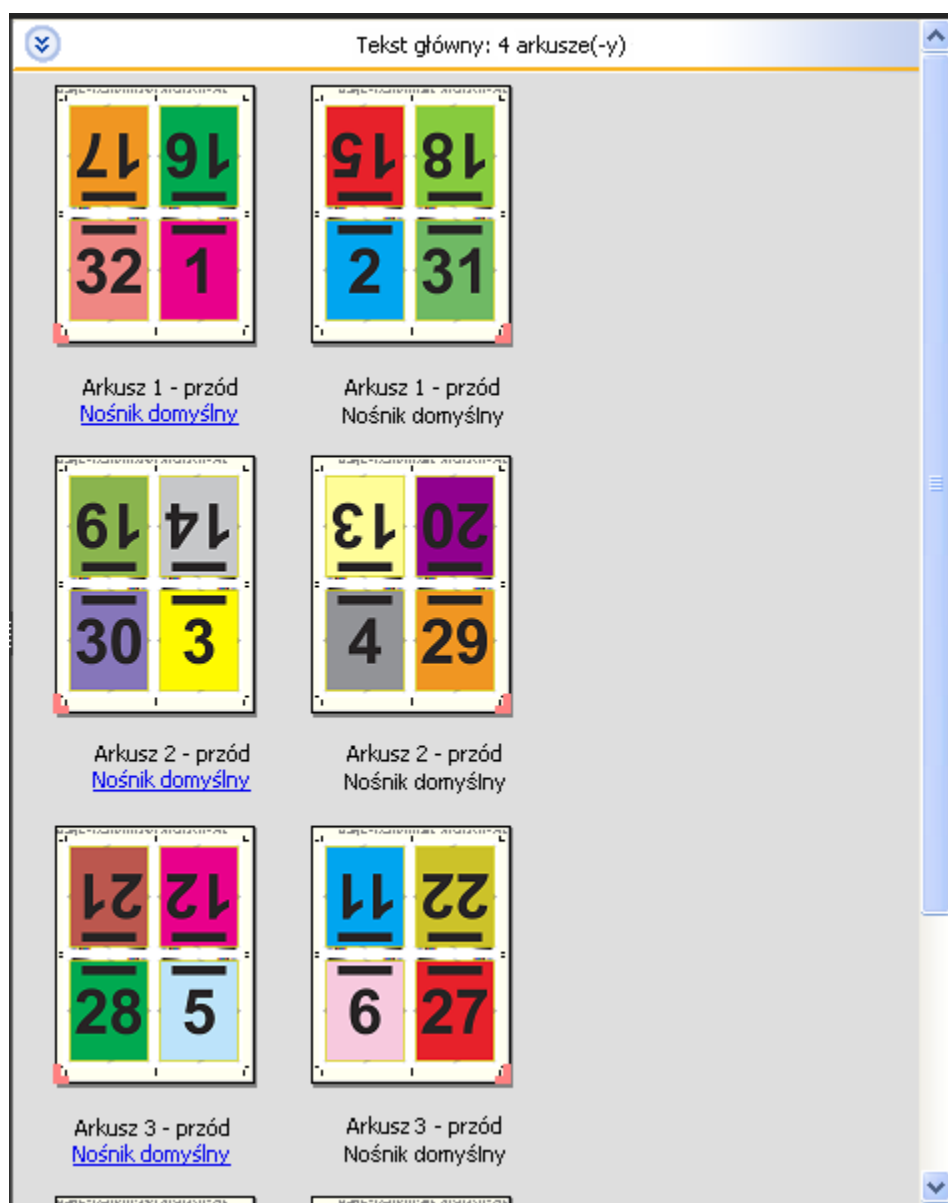 Tekst główny: 4 arkusze(-y)
17 16 15 18
32 1 2 31
Arkusz 1 - przód Arkusz 1 - przód
Nośnik domyślny Nośnik domyślny
19 14 13 20
30 3 4 29
Arkusz 2 - przód Arkusz 2 - przód
Nośnik domyślny Nośnik domyślny
21 12 11 22
28 5 6 27
Arkusz 3 - przód Arkusz 3 - przód
Nośnik domyślny Nośnik domyślny